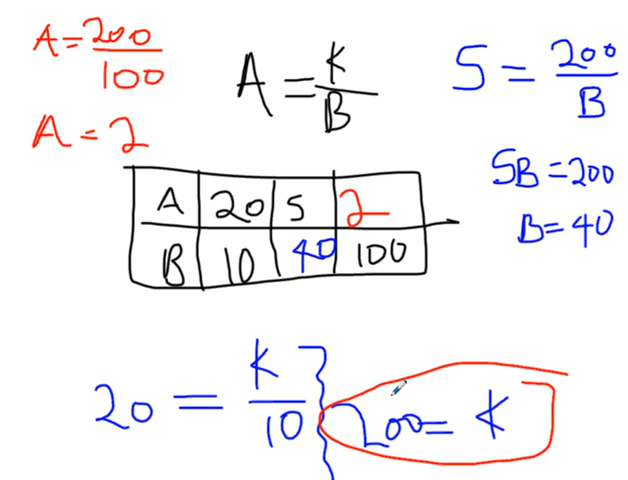 A = 200/100
A = 2
A = K/B
5 = 200/B
5B = 200
B = 40
A 20 5 2
B 10 40 100
20 = K/10
200 = K